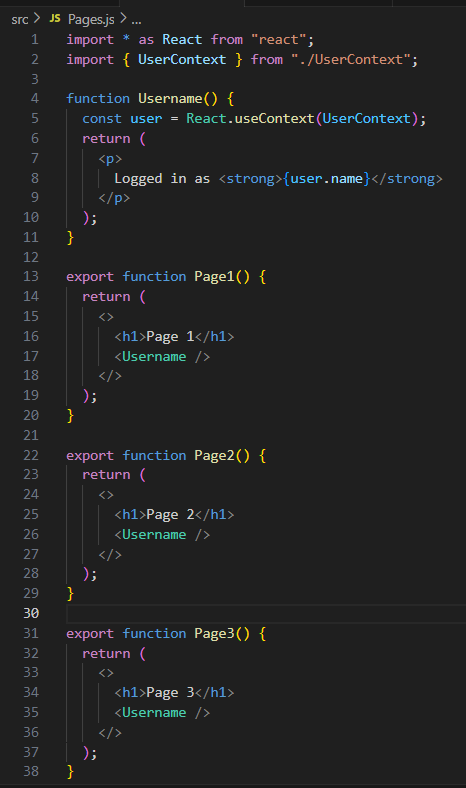 src > JS Pages.js > ...
1 import * as React from "react";
2 import { UserContext } from "./UserContext";
3
4 function Username() {
5   const user = React.useContext(UserContext);
6   return (
7     <p>
8       Logged in as <strong>{user.name}</strong>
9     </p>
10   );
11 }
12
13 export function Page1() {
14   return (
15     <>
16       <h1>Page 1</h1>
17       <Username />
18     </>
19   );
20 }
21
22 export function Page2() {
23   return (
24     <>
25       <h1>Page 2</h1>
26       <Username />
27     </>
28   );
29 }
30
31 export function Page3() {
32   return (
33     <>
34       <h1>Page 3</h1>
35       <Username />
36     </>
37   );
38 }